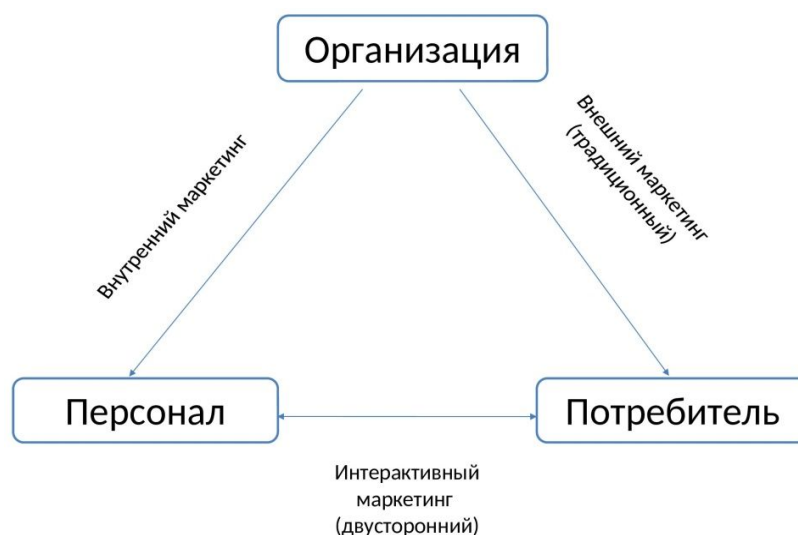 Организация
Внутренний маркетинг
Внешний маркетинг
(традиционный)
Персонал
Потребитель
Интерактивный
маркетинг
(двусторонний)